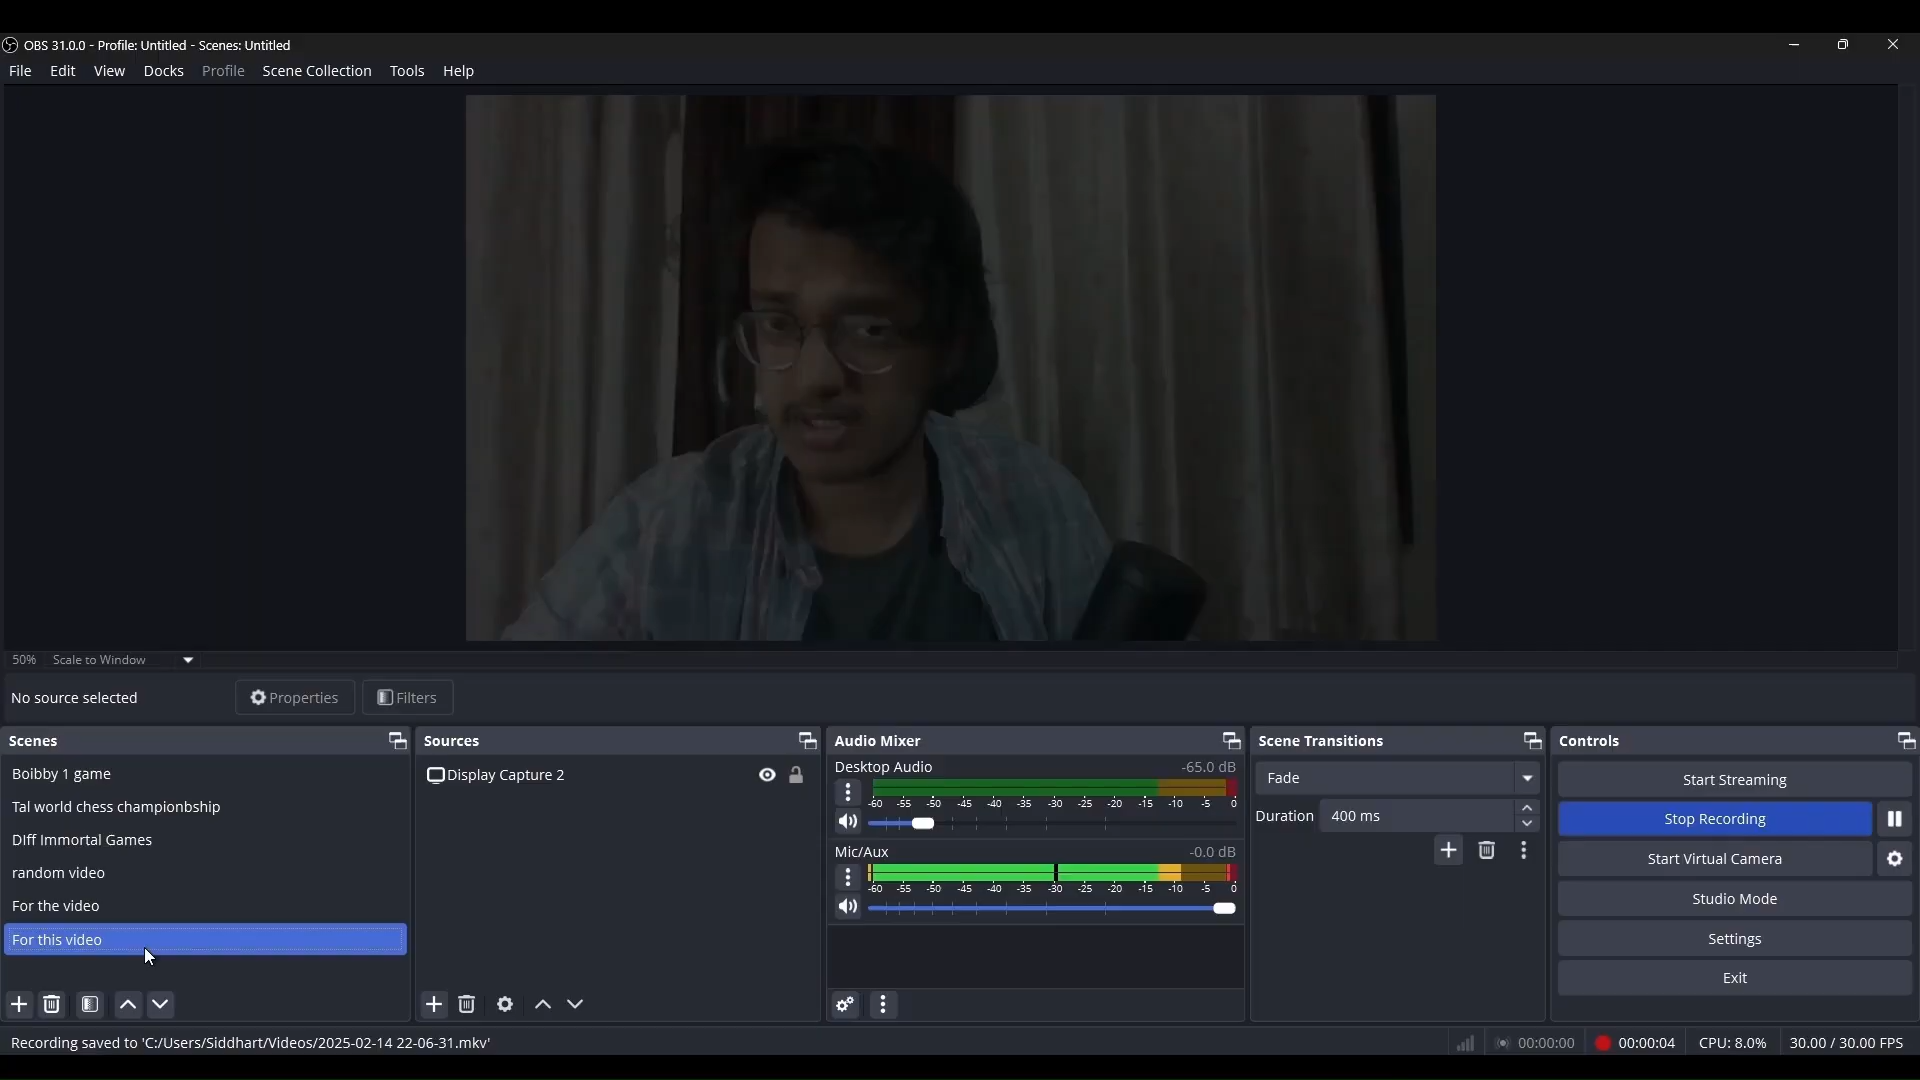 OBS 31.0.0 - Profile: Untitled - Scenes: Untitled
File Edit View Docks Profile Scene Collection Tools Help
50% Scale to Window
No source selected Properties Filters
Scenes
Boibby 1 game
Tal world chess championbship
DIff Immortal Games
random video
For the video
For this video
Sources
Display Capture 2
Audio Mixer
Desktop Audio -65.0 dB
-60 -55 -50 -45 -40 -35 -30 -25 -20 -15 -10 -5 0
Mic/Aux -0.0 dB
-60 -55 -50 -45 -40 -35 -30 -25 -20 -15 -10 -5 0
Scene Transitions
Fade
Duration 400 ms
Controls
Start Streaming
Stop Recording
Start Virtual Camera
Studio Mode
Settings
Exit
Recording saved to 'C:/Users/Siddhart/Videos/2025-02-14 22-06-31.mkv' 00:00:00 00:00:04 CPU: 8.0% 30.00 / 30.00 FPS